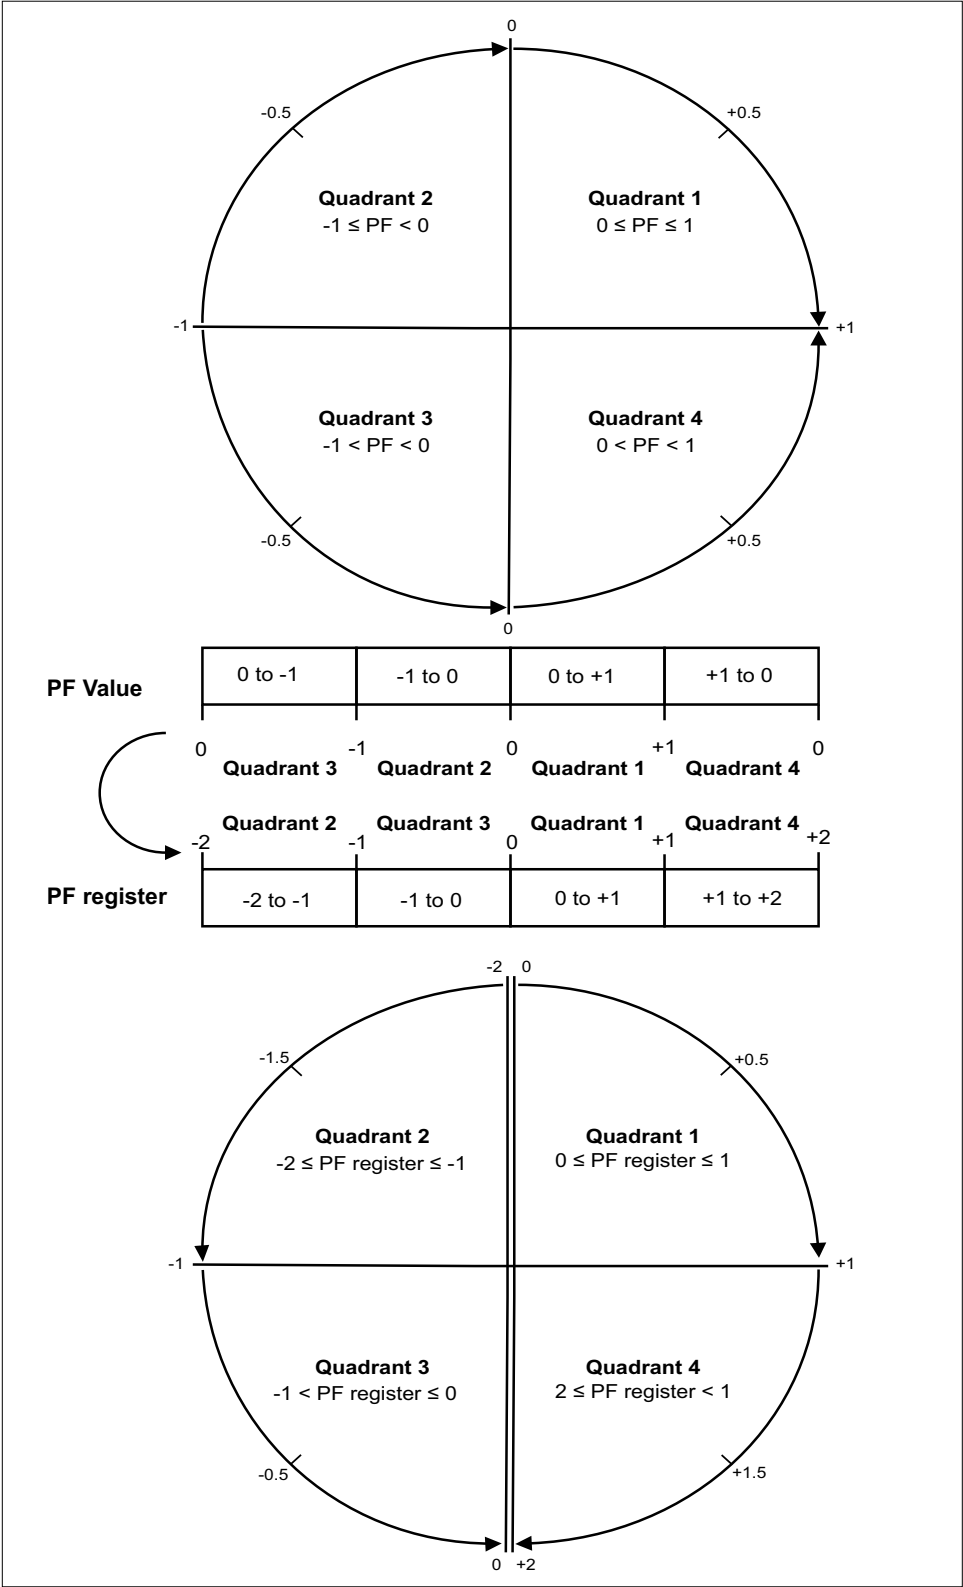 0
-0.5
+0.5
Quadrant 2
-1 ≤ PF < 0
Quadrant 1
0 ≤ PF ≤ 1
-1
+1
Quadrant 3
-1 < PF < 0
Quadrant 4
0 < PF < 1
-0.5
+0.5
0
PF Value
0 to -1
-1 to 0
0 to +1
+1 to 0
0
-1
0
+1
0
Quadrant 3
Quadrant 2
Quadrant 1
Quadrant 4
Quadrant 2
Quadrant 3
Quadrant 1
Quadrant 4
-2
-1
0
+1
+2
PF register
-2 to -1
-1 to 0
0 to +1
+1 to +2
-2
0
-1.5
+0.5
Quadrant 2
-2 ≤ PF register ≤ -1
Quadrant 1
0 ≤ PF register ≤ 1
-1
+1
Quadrant 3
-1 < PF register ≤ 0
Quadrant 4
2 ≤ PF register < 1
-0.5
+1.5
0
+2